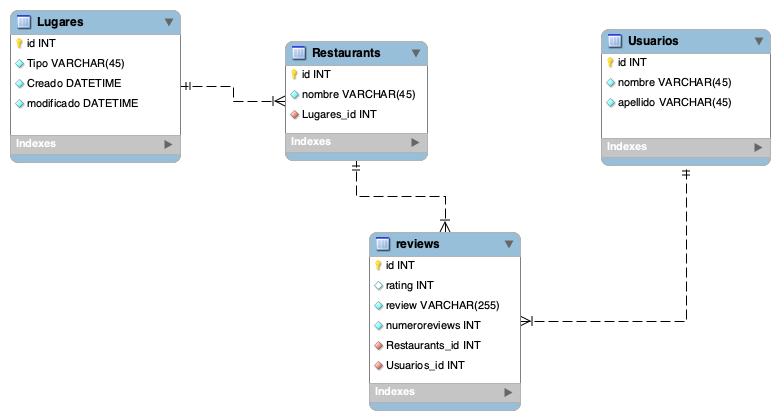 Lugares
id INT
Tipo VARCHAR(45)
Creado DATETIME
modificado DATETIME
Indexes
Restaurants
id INT
nombre VARCHAR(45)
Lugares_id INT
Indexes
Usuarios
id INT
nombre VARCHAR(45)
apellido VARCHAR(45)
Indexes
reviews
id INT
rating INT
review VARCHAR(255)
numeroreviews INT
Restaurants_id INT
Usuarios_id INT
Indexes